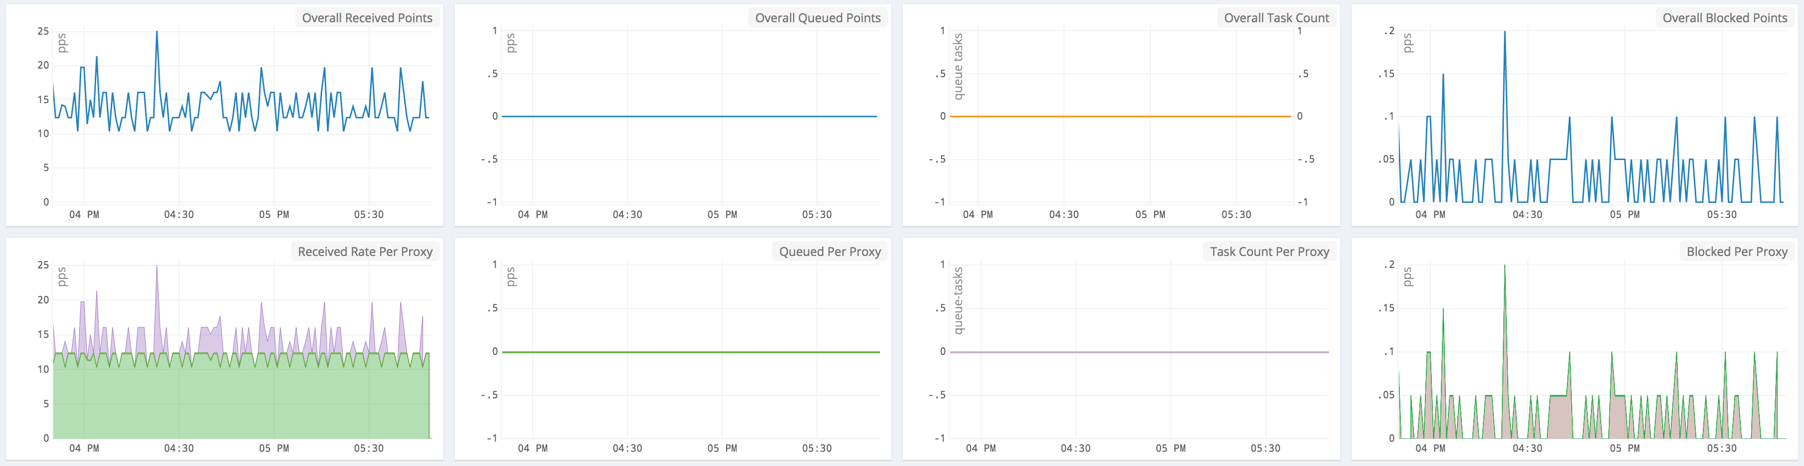 Overall Received Points
pps
25
20
15
10
5
0
04 PM
04:30
05 PM
05:30
Overall Queued Points
pps
1
.5
0
-.5
-1
04 PM
04:30
05 PM
05:30
Overall Task Count
queue tasks
1
.5
0
-.5
-1
1
.5
0
-.5
-1
04 PM
04:30
05 PM
05:30
Overall Blocked Points
pps
.2
.15
.1
.05
0
04 PM
04:30
05 PM
05:30
Received Rate Per Proxy
pps
25
20
15
10
5
0
04 PM
04:30
05 PM
05:30
Queued Per Proxy
pps
1
.5
0
-.5
-1
04 PM
04:30
05 PM
05:30
Task Count Per Proxy
queue-tasks
1
.5
0
-.5
-1
04 PM
04:30
05 PM
05:30
Blocked Per Proxy
pps
.2
.15
.1
.05
0
04 PM
04:30
05 PM
05:30